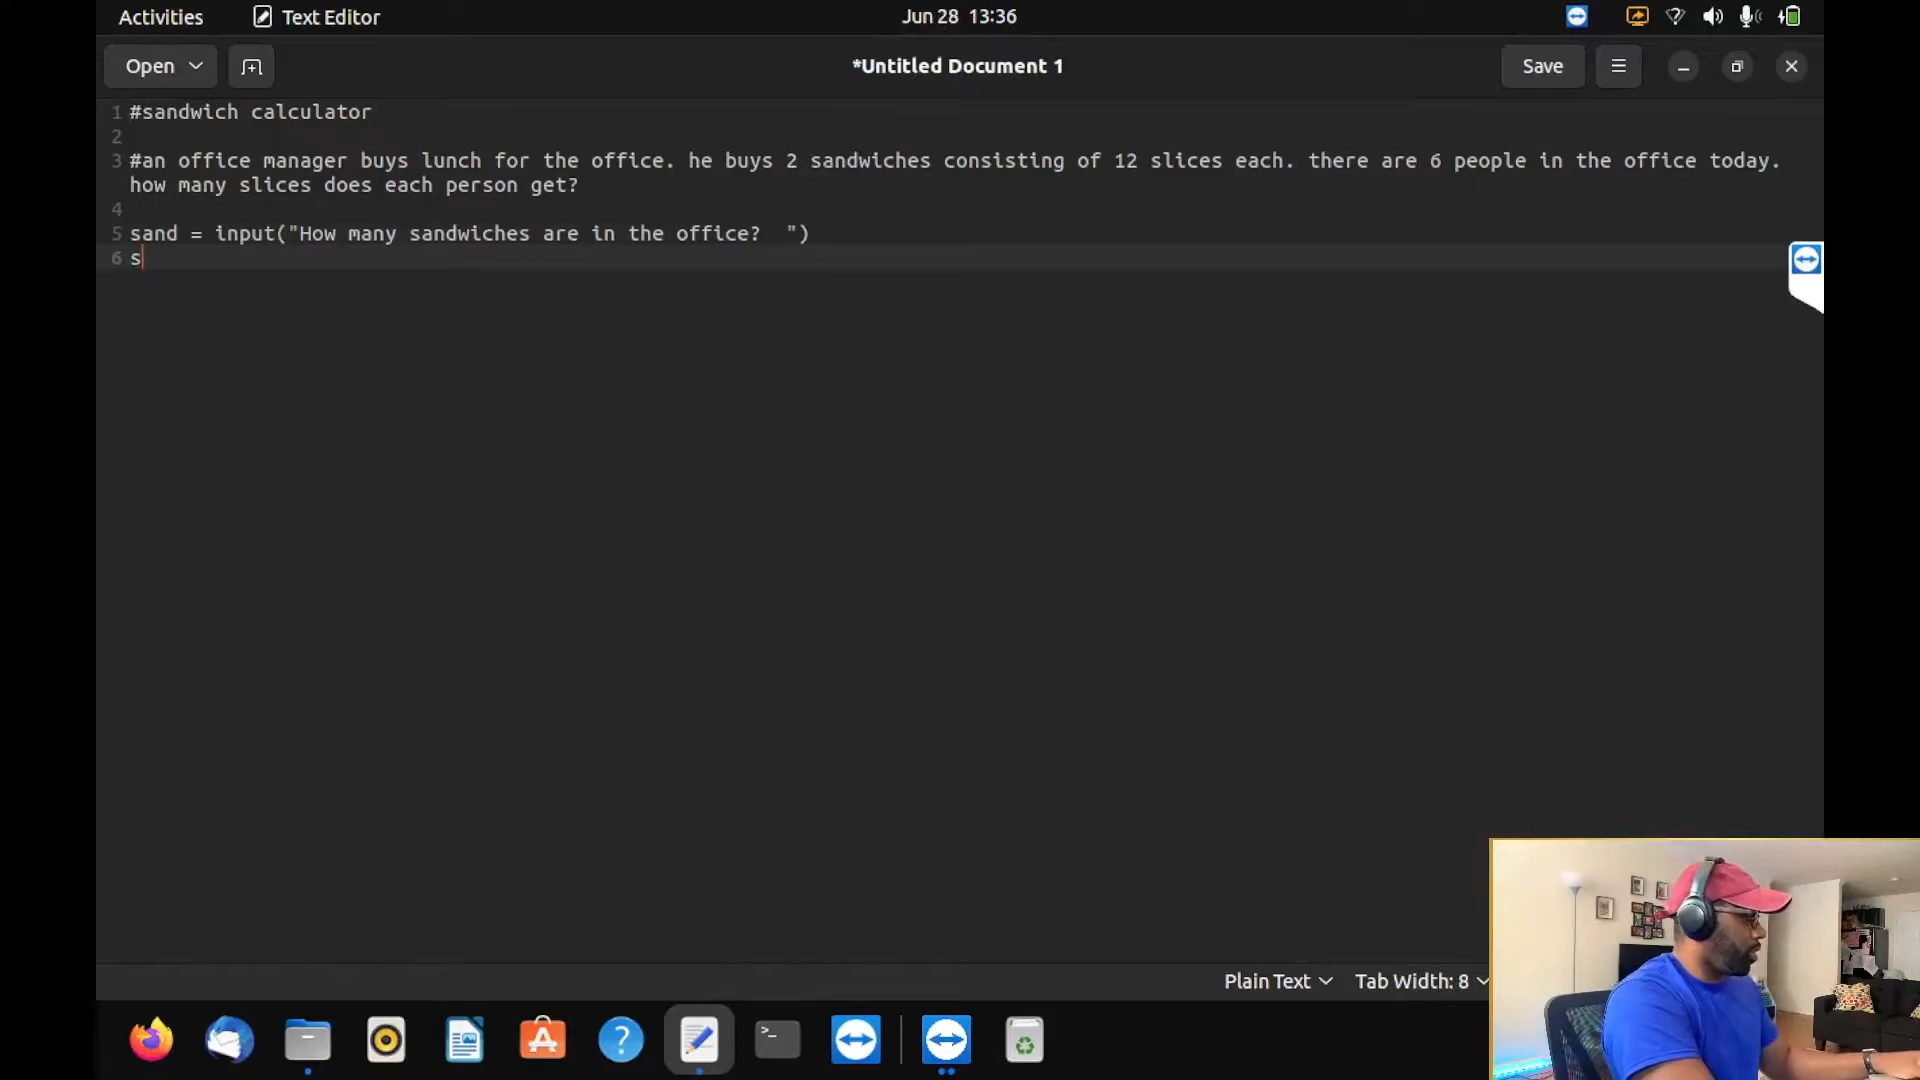 Activities Text Editor Jun 28 13:36
Open *Untitled Document 1 Save
1 #sandwich calculator
2
3 #an office manager buys lunch for the office. he buys 2 sandwiches consisting of 12 slices each. there are 6 people in the office today.
how many slices does each person get?
4
5 sand = input("How many sandwiches are in the office?  ")
6 s
Plain Text Tab Width: 8